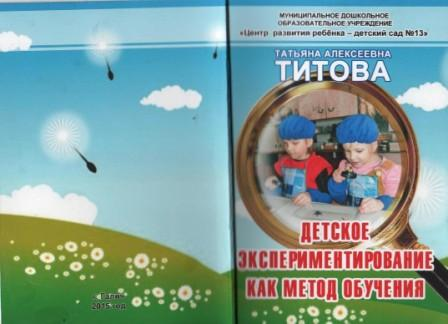 МУНИЦИПАЛЬНОЕ ДОШКОЛЬНОЕ
ОБРАЗОВАТЕЛЬНОЕ УЧРЕЖДЕНИЕ
«Центр развития ребёнка – детский сад №13»
ТАТЬЯНА АЛЕКСЕЕВНА
ТИТОВА
ДЕТСКОЕ
ЭКСПЕРИМЕНТИРОВАНИЕ
КАК МЕТОД ОБУЧЕНИЯ
г.Галич
2015 год